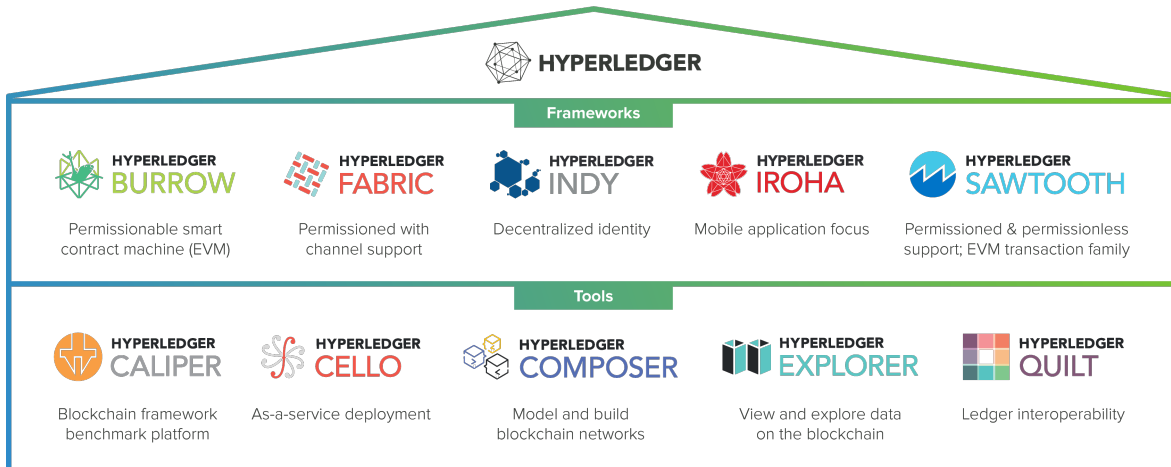 HYPERLEDGER
Frameworks
HYPERLEDGER
BURROW
Permissionable smart
contract machine (EVM)
HYPERLEDGER
FABRIC
Permissioned with
channel support
HYPERLEDGER
INDY
Decentralized identity
HYPERLEDGER
IROHA
Mobile application focus
HYPERLEDGER
SAWTOOTH
Permissioned & permissionless
support; EVM transaction family
Tools
HYPERLEDGER
CALIPER
Blockchain framework
benchmark platform
HYPERLEDGER
CELLO
As-a-service deployment
HYPERLEDGER
COMPOSER
Model and build
blockchain networks
HYPERLEDGER
EXPLORER
View and explore data
on the blockchain
HYPERLEDGER
QUILT
Ledger interoperability